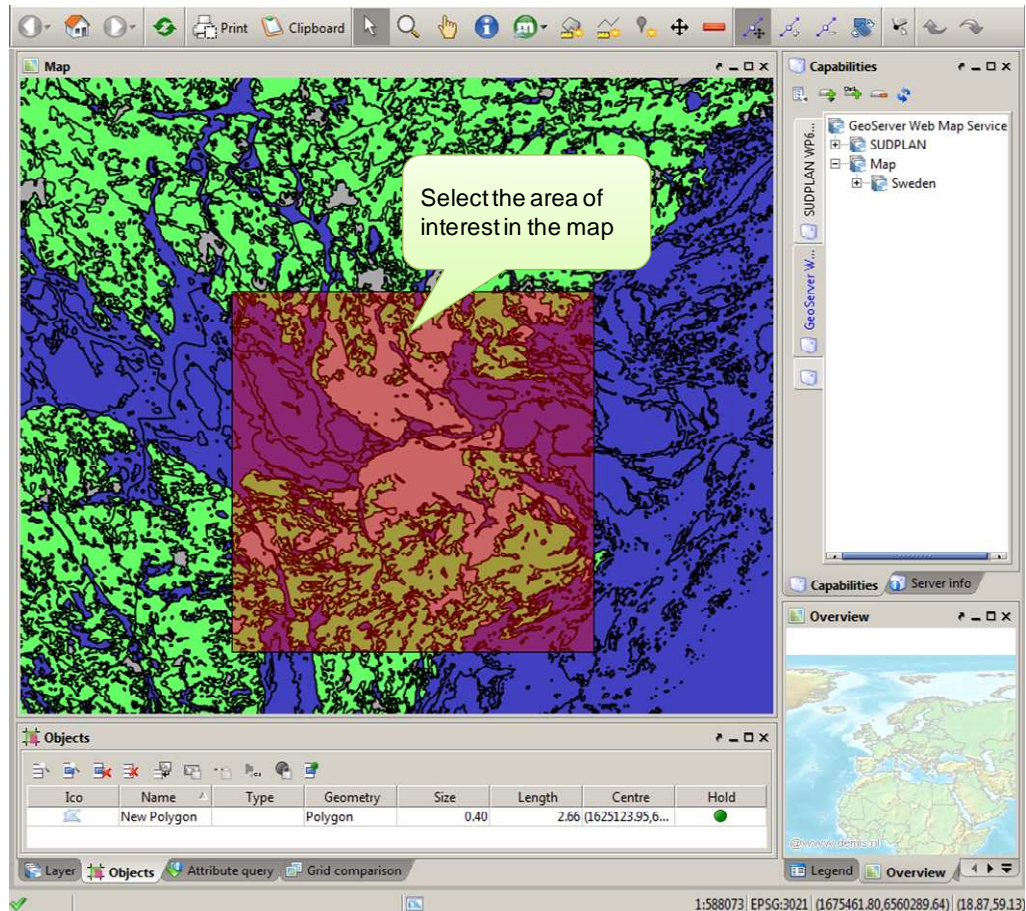 Print
Clipboard
Map
Select the area of
interest in the map
Capabilities
SUDPLAN WP6...
GeoServer W...
GeoServer Web Map Service
SUDPLAN
Map
Sweden
Capabilities
Server info
Overview
@www.demis.nl
Legend
Overview
Objects
Ico Name Type Geometry Size Length Centre Hold
New Polygon Polygon 0.40 2.66 (1625123.95,6...
Layer
Objects
Attribute query
Grid comparison
1:588073 EPSG:3021 (1675461.80,6560289.64) (18.87,59.13)